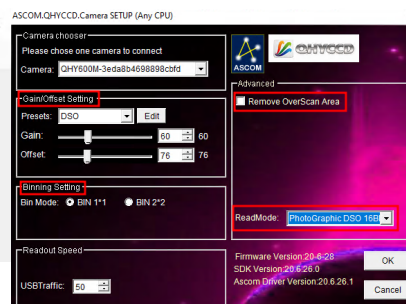 ASCOM.QHYCCD.Camera SETUP (Any CPU)
Camera chooser
Please chose one camera to connect
Camera: QHY600M-3eda8b4698898cbfd
ASCOM
QHYCCD
Gain/Offset Setting
Presets: DSO Edit
Gain: 60 60
Offset: 76 76
Advanced
Remove OverScan Area
Binning Setting
Bin Mode: BIN 1*1 BIN 2*2
ReadMode: PhotoGraphic DSO 16BI
Readout Speed
USBTraffic: 50
Firmware Version:20-6-28
SDK Version:20.6.26.0
Ascom Driver Version:20.6.26.1
OK
Cancel